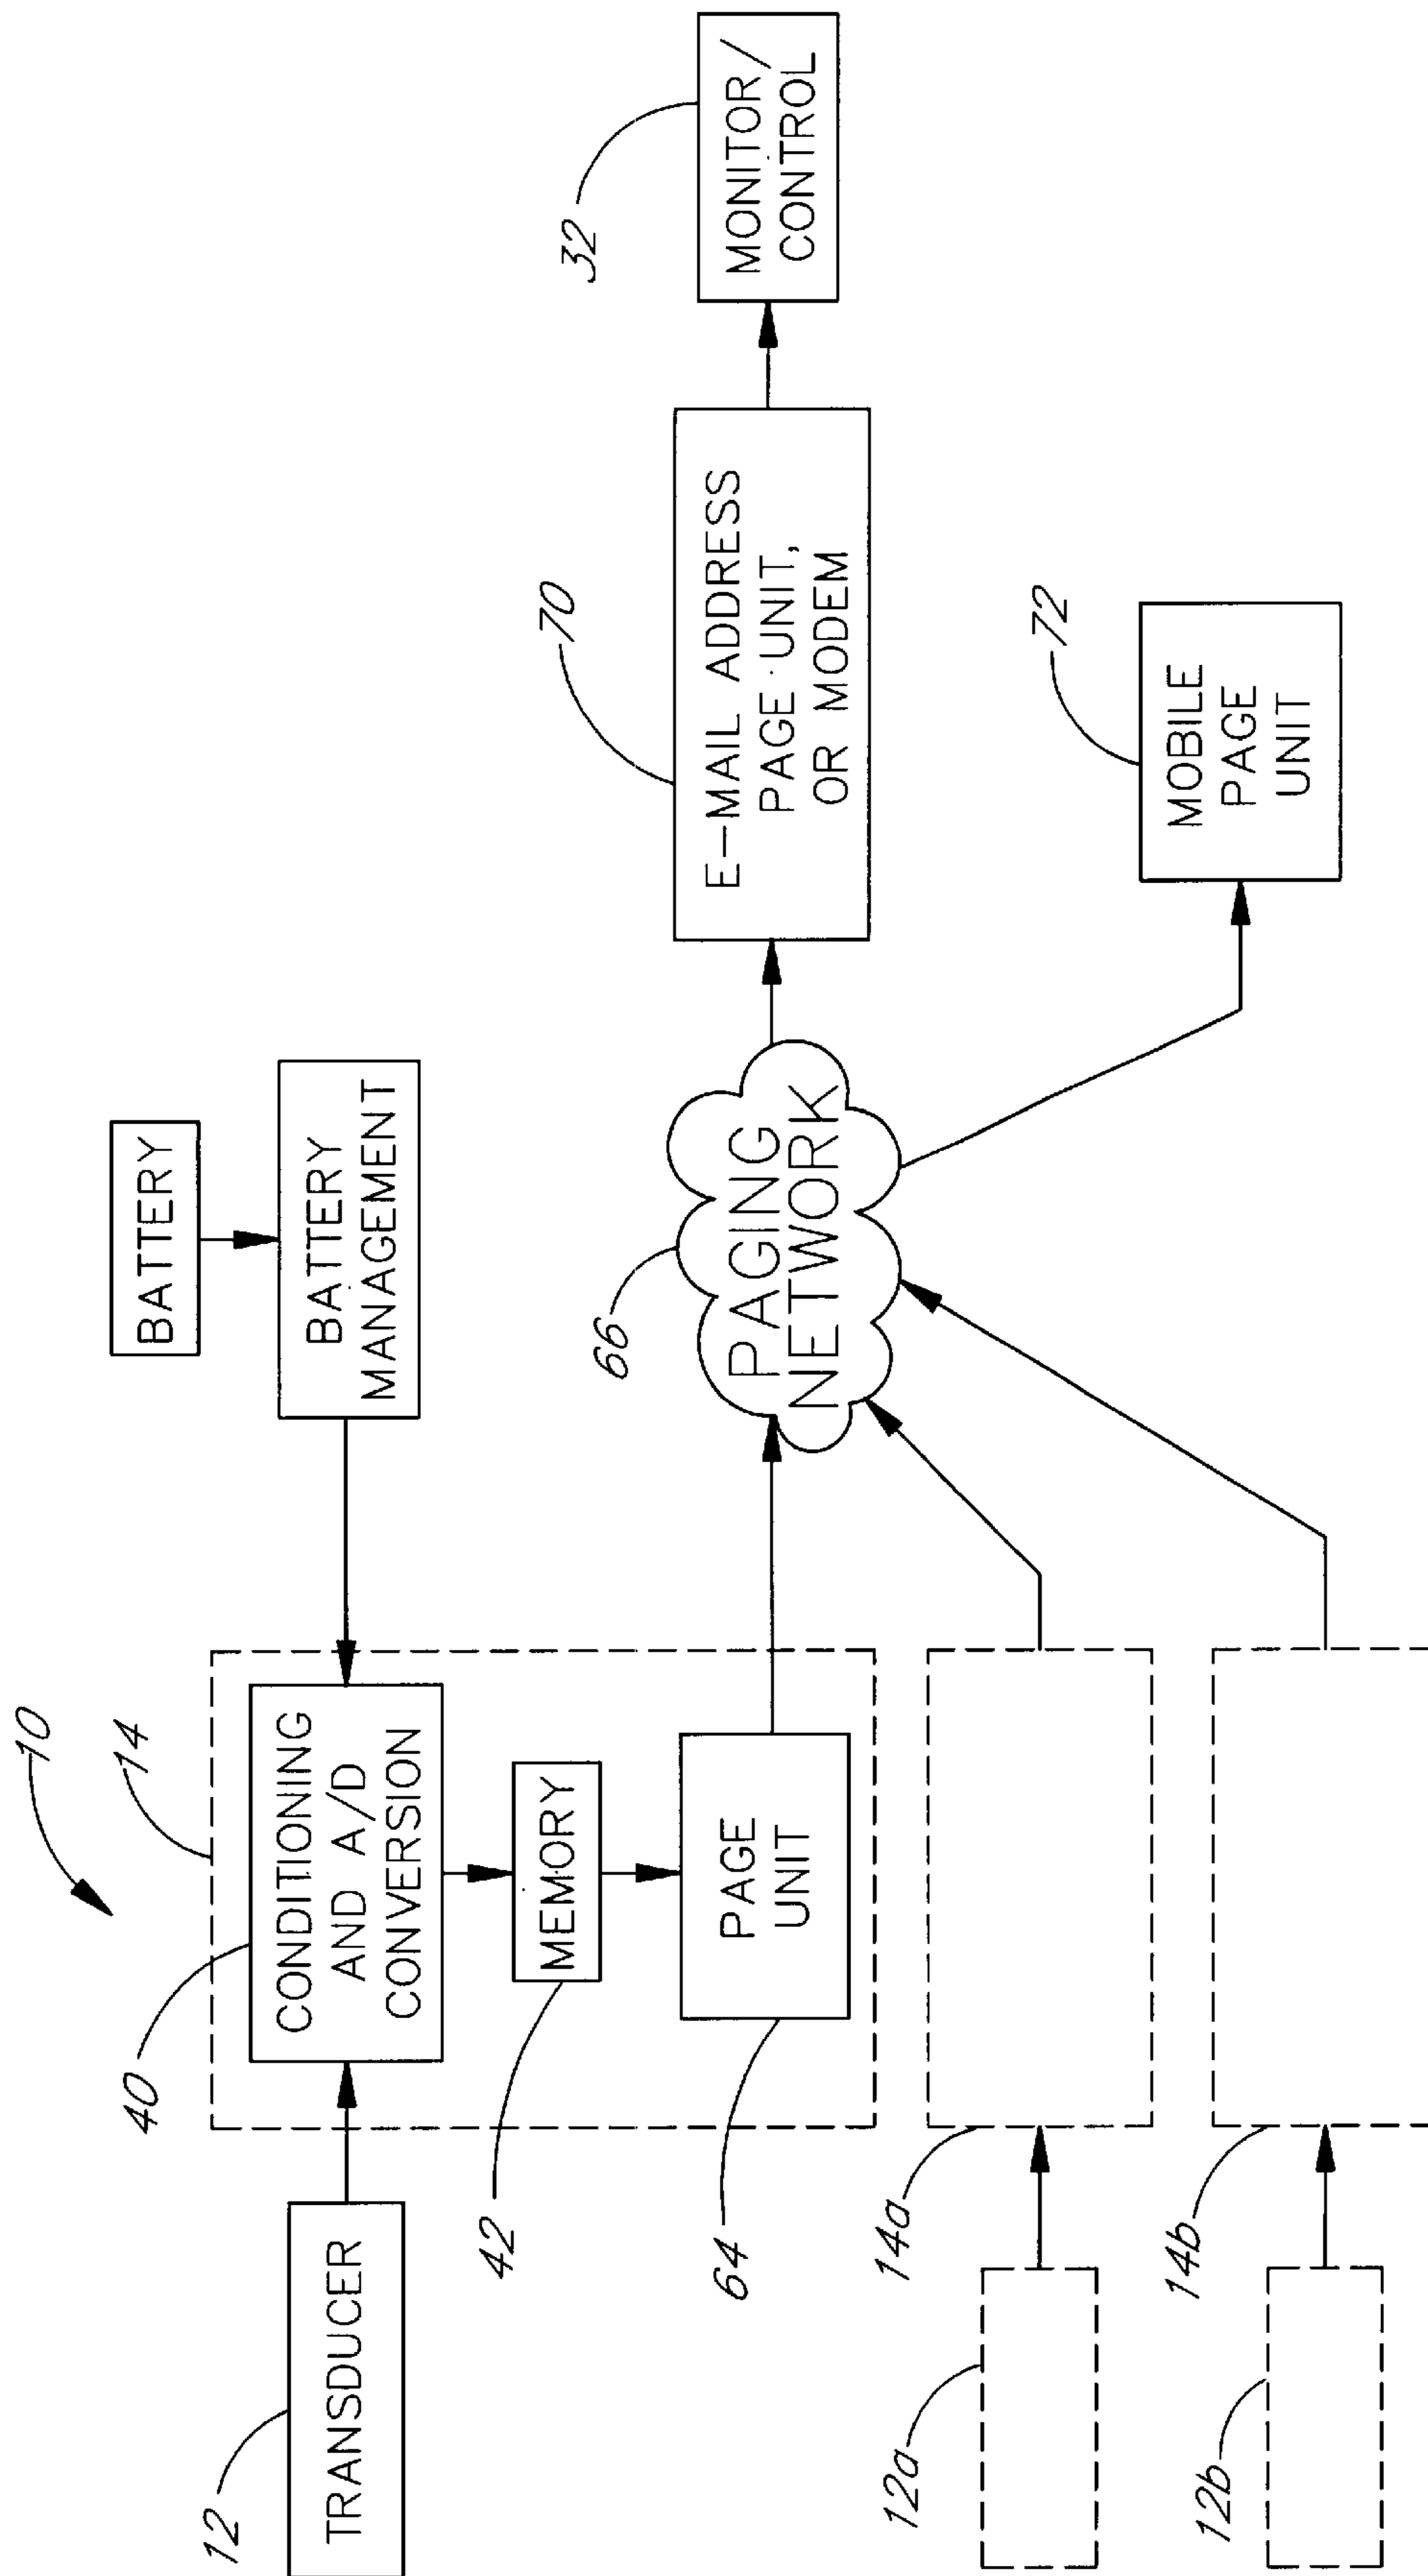 10
14
BATTERY
BATTERY
MANAGEMENT
40
CONDITIONING
AND A/D
CONVERSION
12
TRANSDUCER
42
MEMORY
64
PAGE
UNIT
66
PAGING
NETWORK
70
E-MAIL ADDRESS
PAGE UNIT,
OR MODEM
32
MONITOR/
CONTROL
72
MOBILE
PAGE
UNIT
12a
14a
12b
14b